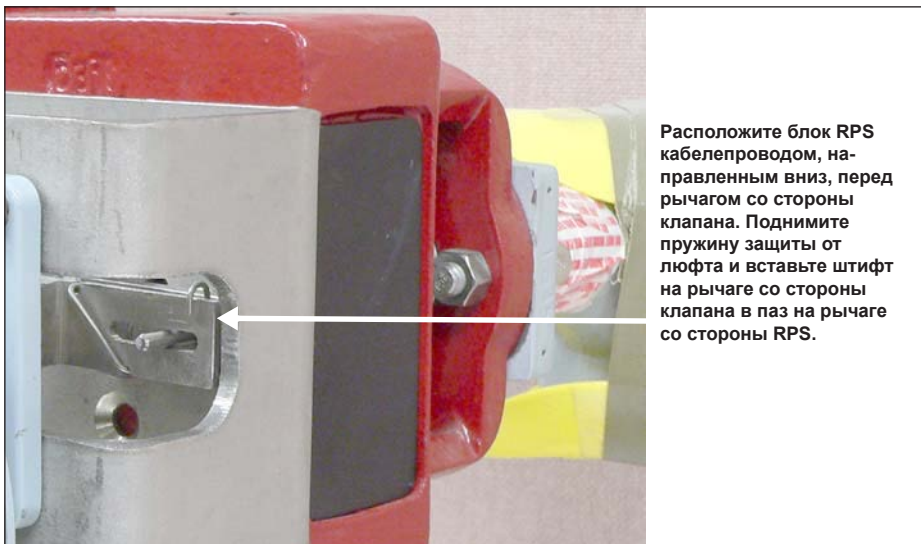 Расположите блок RPS
кабелепроводом, на-
правленным вниз, перед
рычагом со стороны
клапана. Поднимите
пружину защиты от
люфта и вставьте штифт
на рычаге со стороны
клапана в паз на рычаге
со стороны RPS.